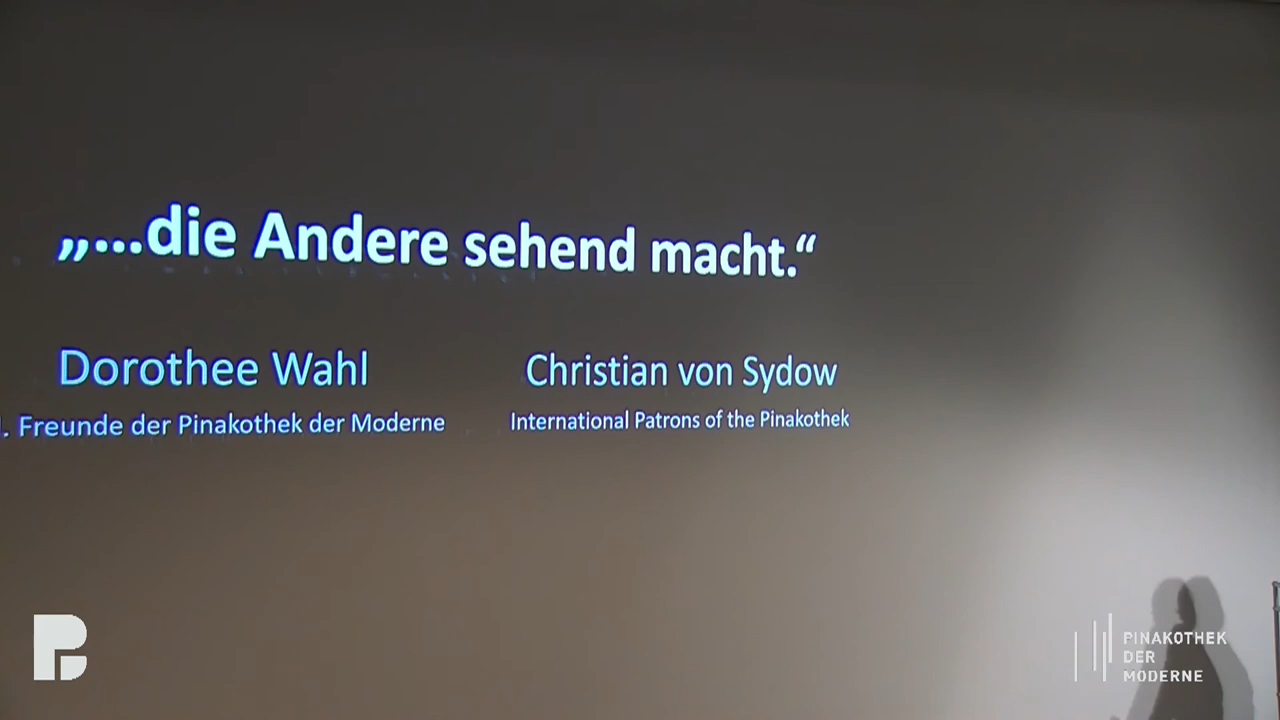 „...die Andere sehend macht.“
Dorothee Wahl
Christian von Sydow
. Freunde der Pinakothek der Moderne
International Patrons of the Pinakothek
PINAKOTHEK
DER
MODERNE